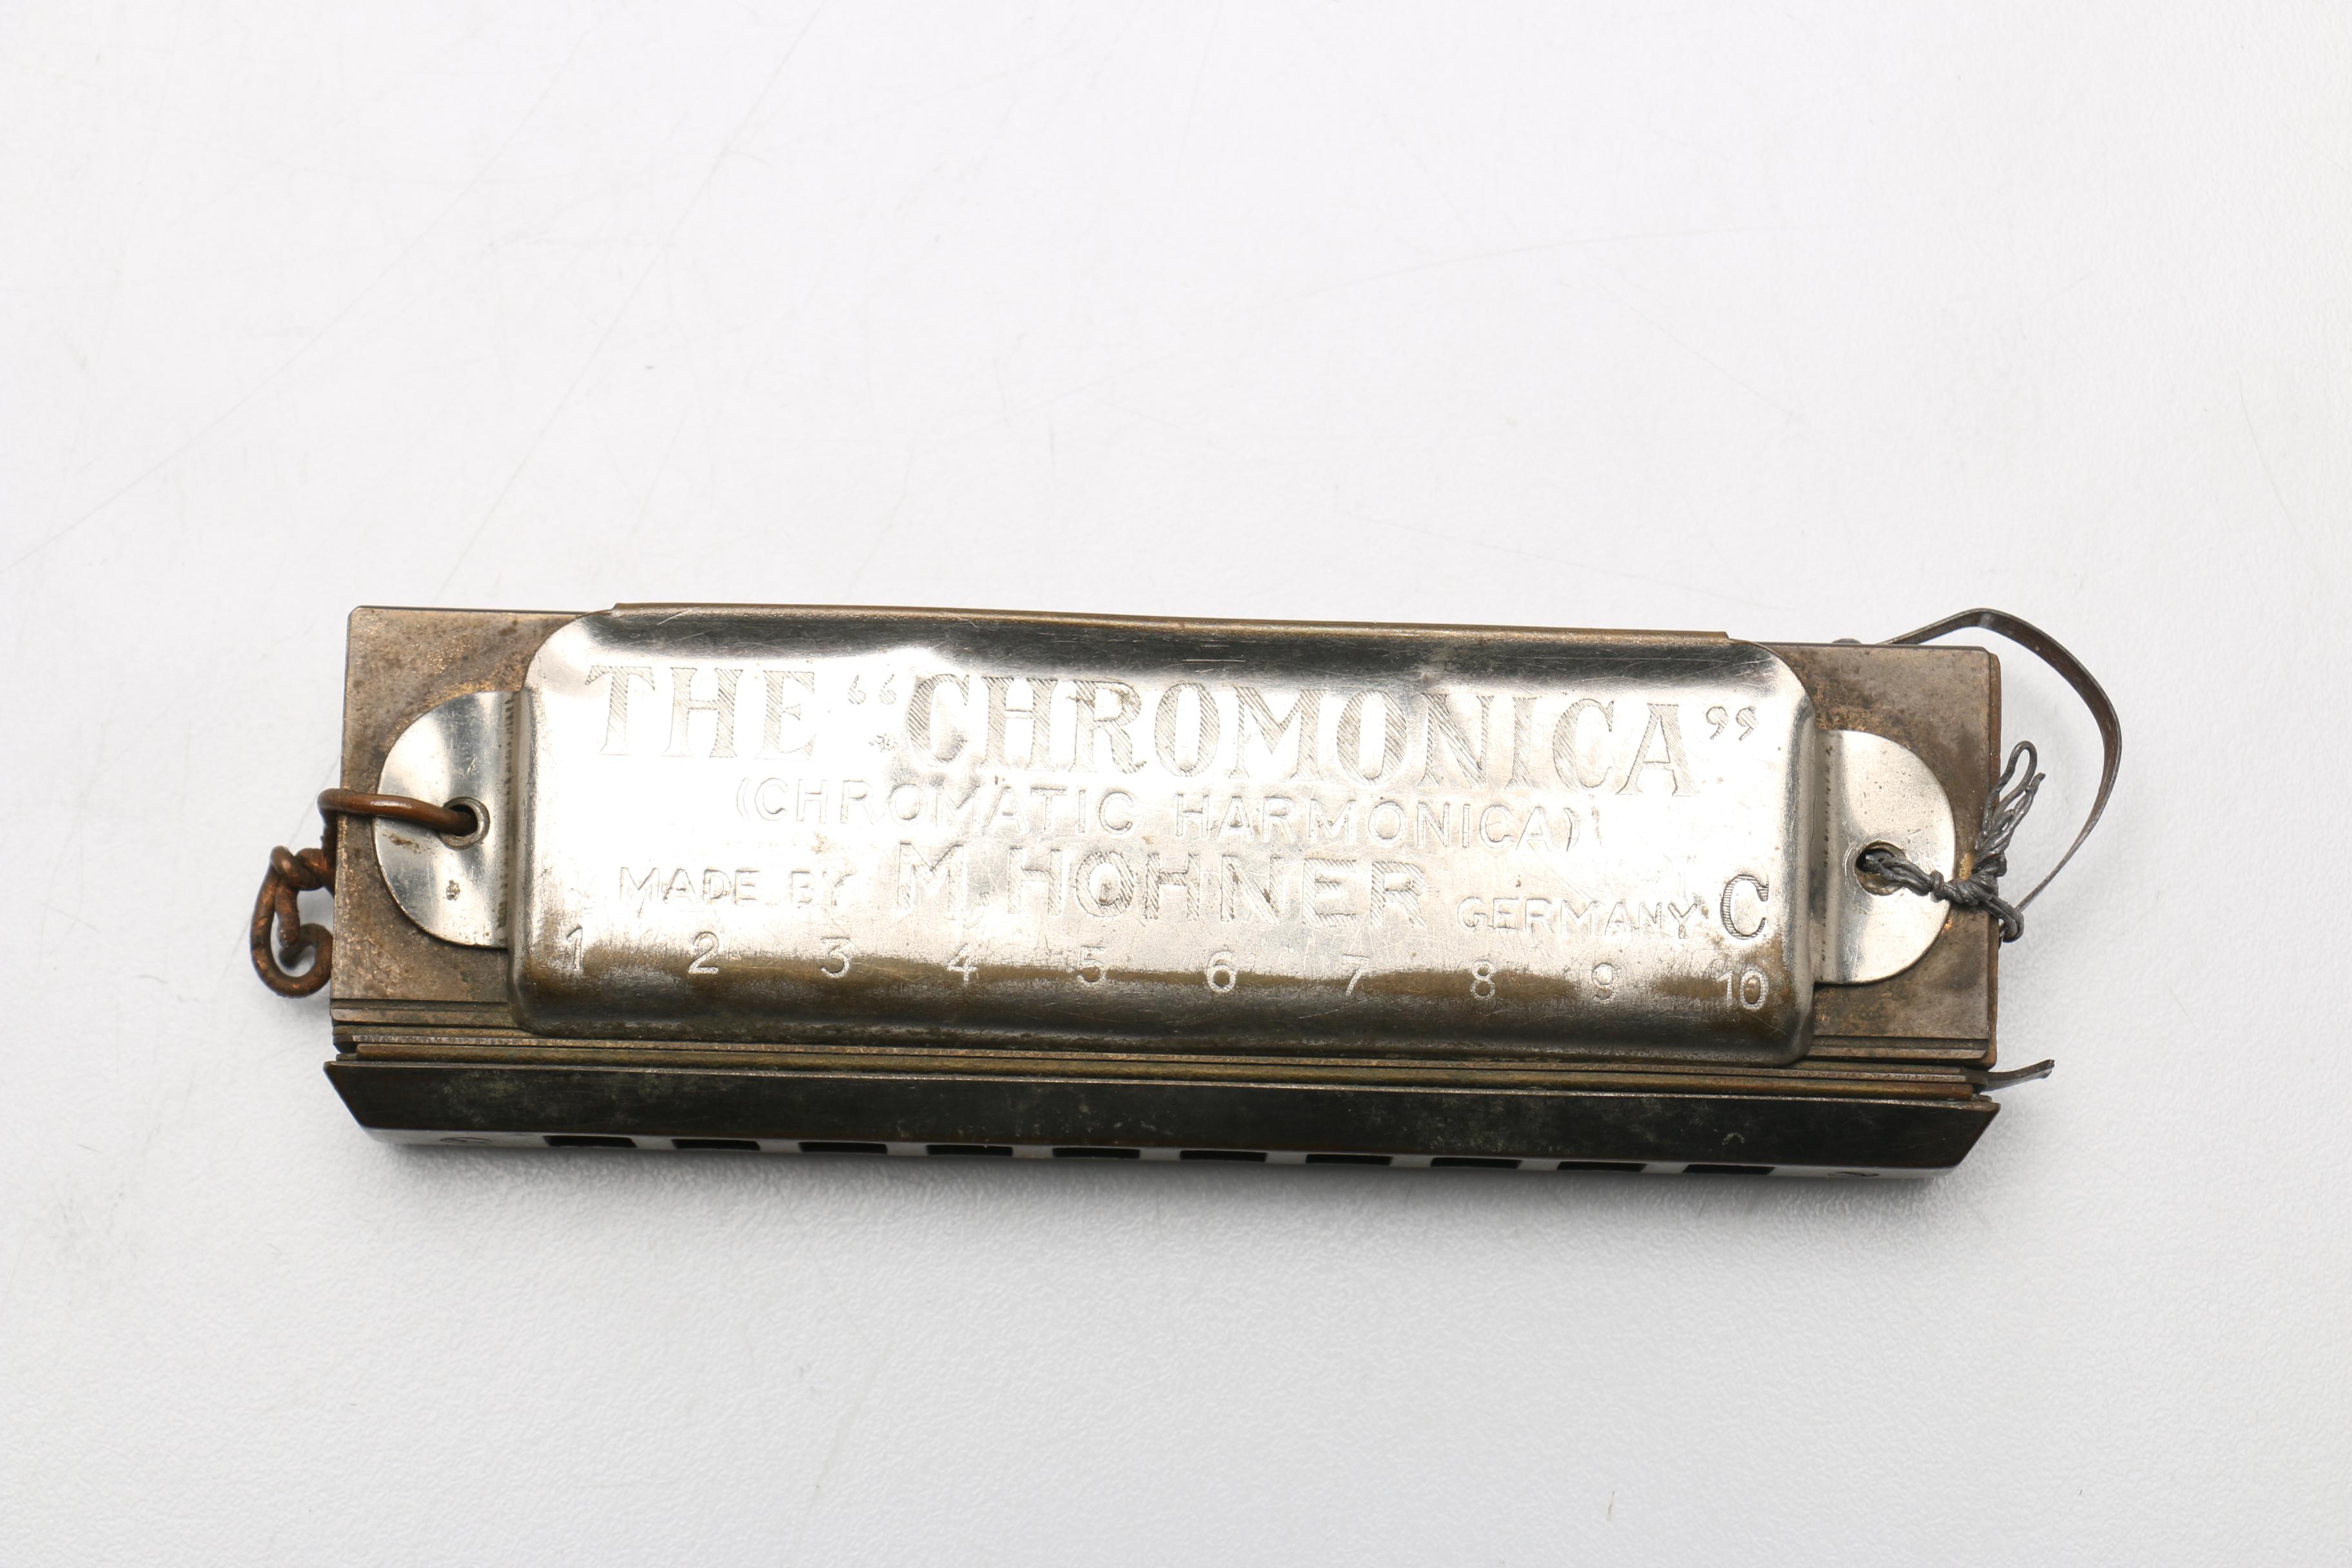 THE “CHROMONICA”
(CHROMATIC HARMONICA)
MADE BY M. HOHNER GERMANY C
1 2 3 4 5 6 7 8 9 10